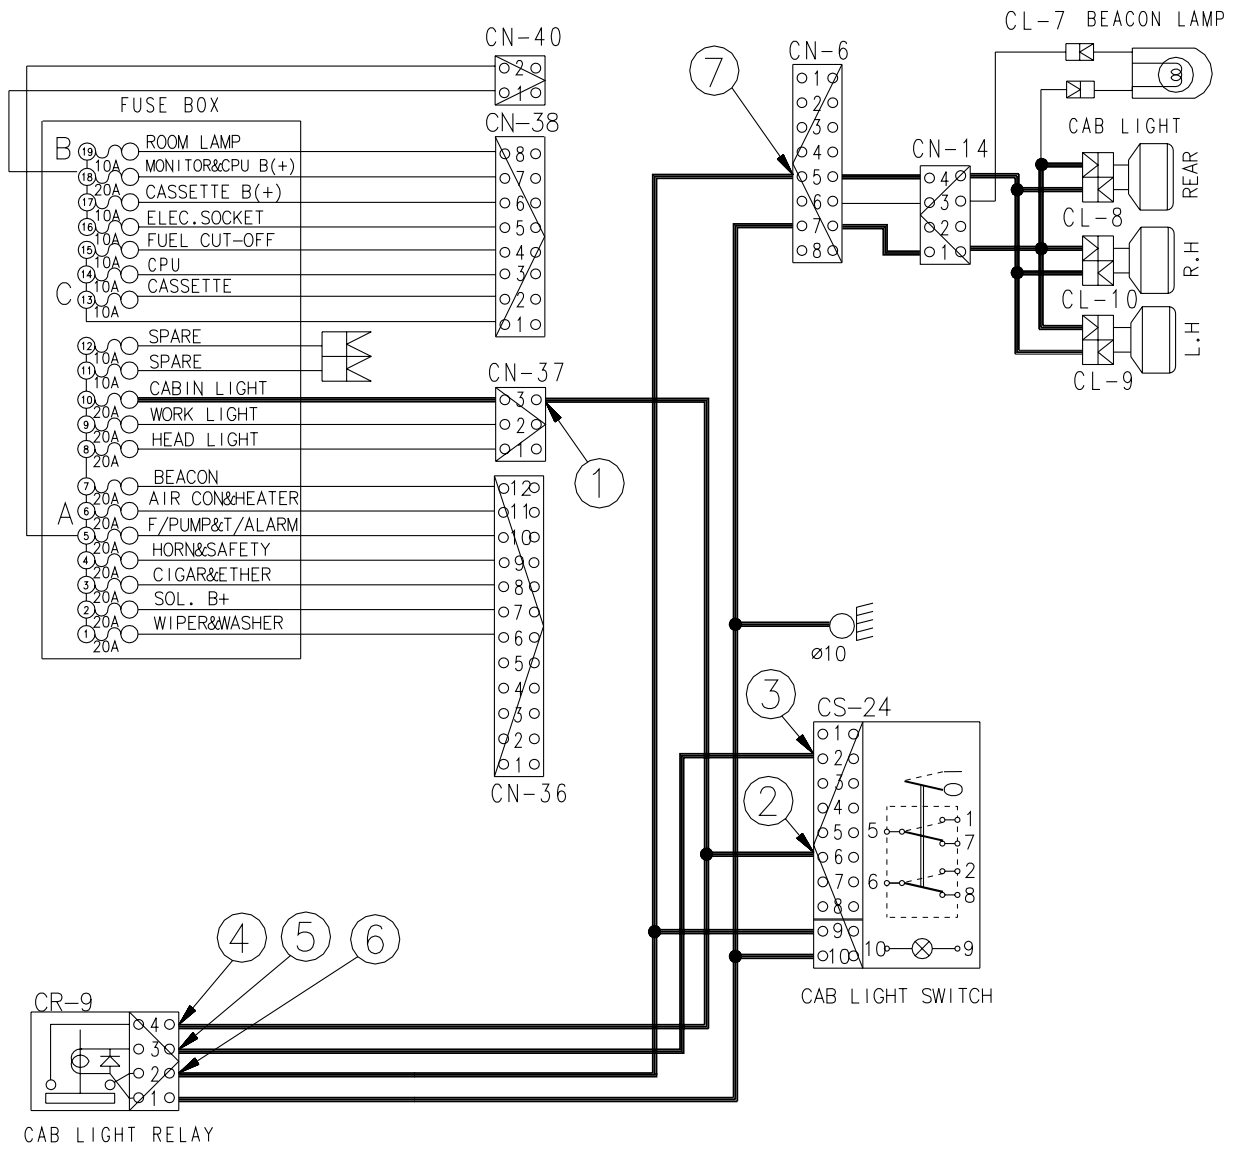 CL-7 BEACON LAMP
CN-40
2
1
CN-6
7
1
2
3
4
5
6
7
8
FUSE BOX
CN-38
8
7
6
5
4
3
2
1
B
19 ROOM LAMP
10A
18 MONITOR&CPU B(+)
20A
17 CASSETTE B(+)
10A
16 ELEC.SOCKET
10A
15 FUEL CUT-OFF
10A
14 CPU
10A
C
13 CASSETTE
10A
12 SPARE
10A
11 SPARE
10A
10 CABIN LIGHT
20A
9 WORK LIGHT
20A
8 HEAD LIGHT
20A
7 BEACON
20A
A
6 AIR CON&HEATER
20A
5 F/PUMP&T/ALARM
20A
4 HORN&SAFETY
20A
3 CIGAR&ETHER
20A
2 SOL. B+
20A
1 WIPER&WASHER
20A
CN-14
4
3
2
1
CAB LIGHT
REAR
CL-8
R.H
CL-10
L.H
CL-9
CN-37
3
2
1
1
12
11
10
9
8
7
6
5
4
3
2
1
CN-36
ø10
3
CS-24
2
1
2
3
4
5
6
7
8
9
10
I
O
5
1
7
6
2
8
10
9
CAB LIGHT SWITCH
4
5
6
CR-9
4
3
2
1
CAB LIGHT RELAY